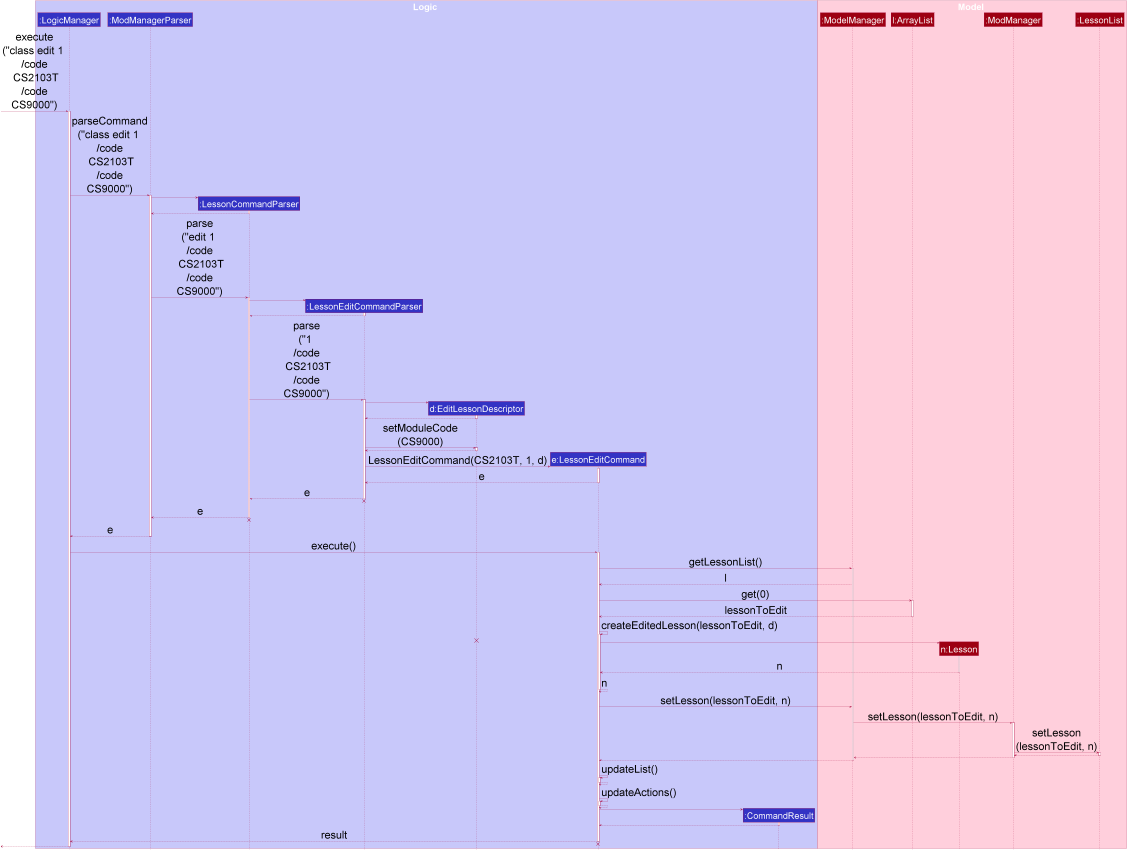 Logic
Model
:LogicManager
:ModManagerParser
:ModelManager
l:ArrayList
:ModManager
:LessonList
execute
("class edit 1
/code
CS2103T
/code
CS9000")
parseCommand
("class edit 1
/code
CS2103T
/code
CS9000")
:LessonCommandParser
parse
("edit 1
/code
CS2103T
/code
CS9000")
:LessonEditCommandParser
parse
("1
/code
CS2103T
/code
CS9000")
d:EditLessonDescriptor
setModuleCode
(CS9000)
LessonEditCommand(CS2103T, 1, d)
e:LessonEditCommand
e
e
e
e
execute()
getLessonList()
l
get(0)
lessonToEdit
createEditedLesson(lessonToEdit, d)
n:Lesson
n
n
setLesson(lessonToEdit, n)
setLesson(lessonToEdit, n)
setLesson
(lessonToEdit, n)
updateList()
updateActions()
:CommandResult
result